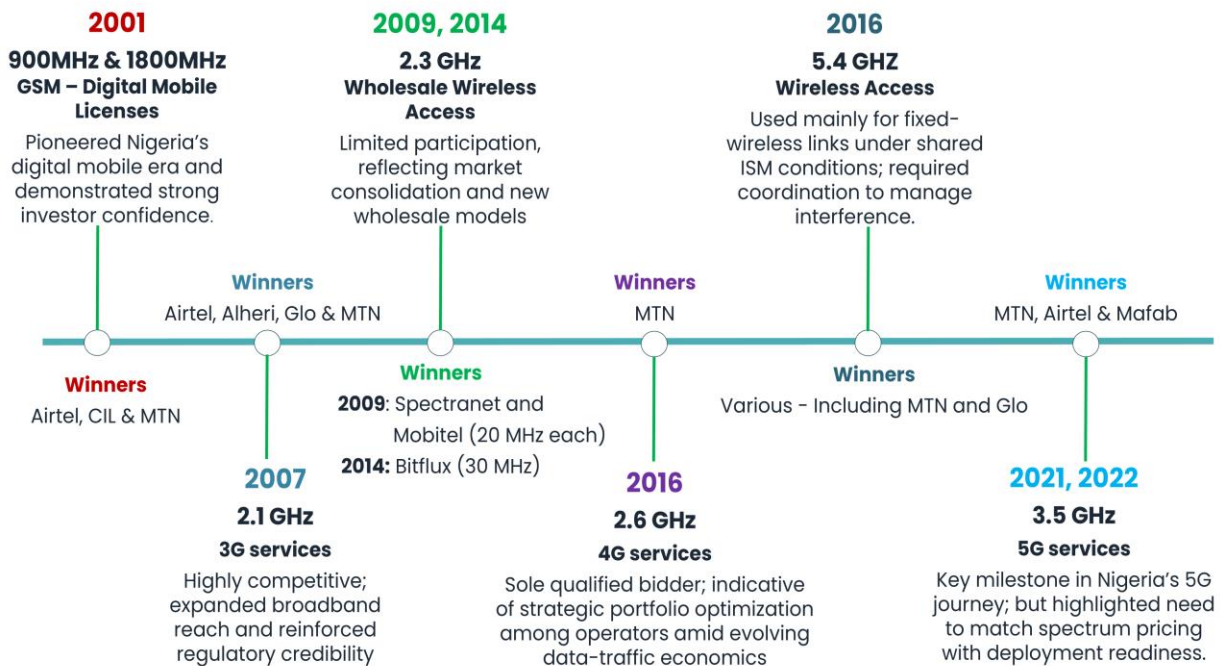 2001
900MHz & 1800MHz
GSM – Digital Mobile
Licenses
Pioneered Nigeria’s
digital mobile era and
demonstrated strong
investor confidence.
Winners
Airtel, CIL & MTN
Winners
Airtel, Alheri, Glo & MTN
2007
2.1 GHz
3G services
Highly competitive;
expanded broadband
reach and reinforced
regulatory credibility
2009, 2014
2.3 GHz
Wholesale Wireless
Access
Limited participation,
reflecting market
consolidation and new
wholesale models
Winners
2009: Spectranet and
Mobitel (20 MHz each)
2014: Bitflux (30 MHz)
Winners
MTN
2016
2.6 GHz
4G services
Sole qualified bidder; indicative
of strategic portfolio optimization
among operators amid evolving
data-traffic economics
2016
5.4 GHZ
Wireless Access
Used mainly for fixed-
wireless links under shared
ISM conditions; required
coordination to manage
interference.
Winners
Various - Including MTN and Glo
Winners
MTN, Airtel & Mafab
2021, 2022
3.5 GHz
5G services
Key milestone in Nigeria’s 5G
journey; but highlighted need
to match spectrum pricing
with deployment readiness.